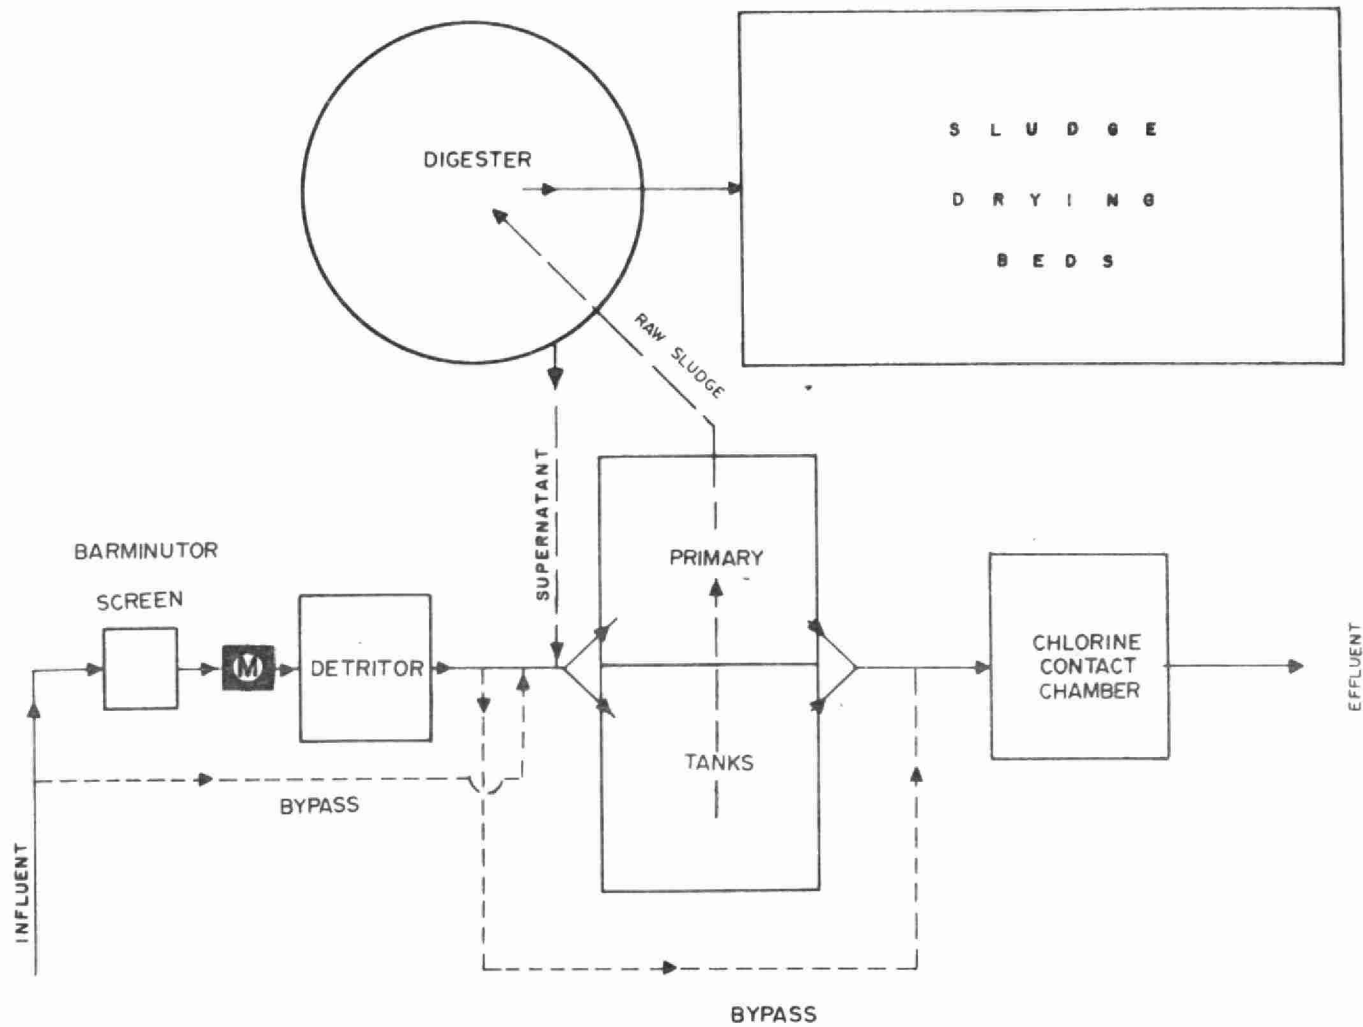 DIGESTER
SLUDGE
DRYING
BEDS
RAW SLUDGE
SUPERNATANT
BARMINUTOR
SCREEN
M
DETRITOR
PRIMARY
TANKS
CHLORINE
CONTACT
CHAMBER
EFFLUENT
BYPASS
INFLUENT
BYPASS